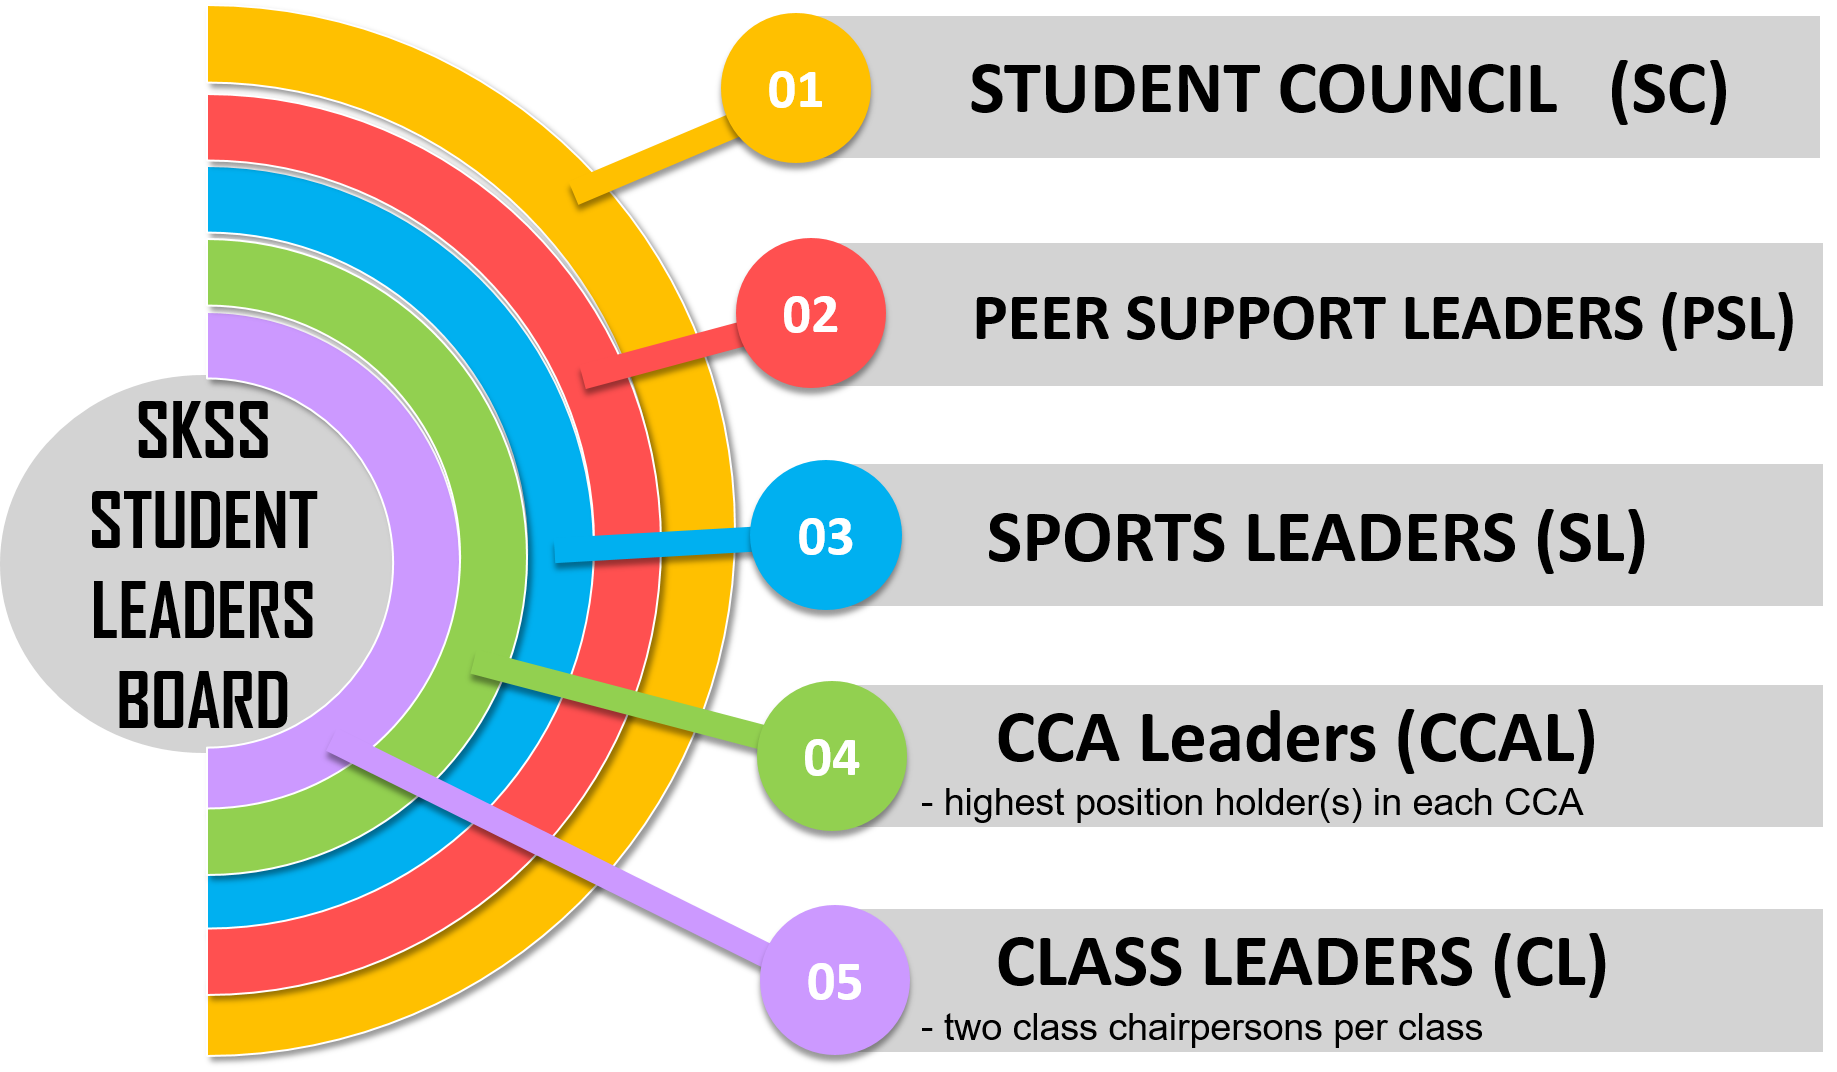 SKSS
STUDENT
LEADERS
BOARD
01
STUDENT COUNCIL (SC)
02
PEER SUPPORT LEADERS (PSL)
03
SPORTS LEADERS (SL)
04
CCA Leaders (CCAL)
- highest position holder(s) in each CCA
05
CLASS LEADERS (CL)
- two class chairpersons per class